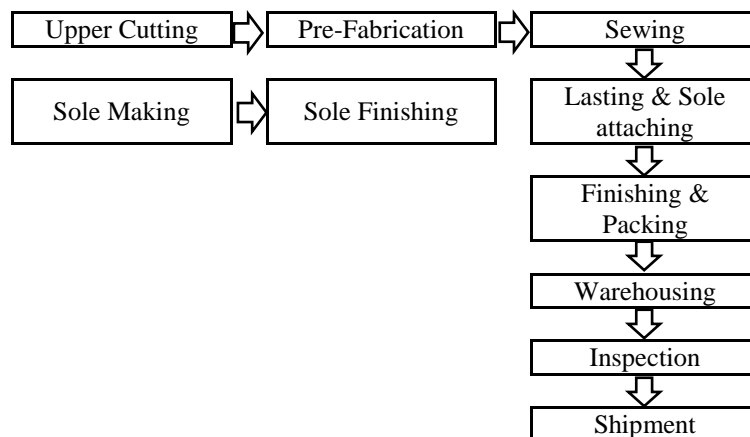 Upper Cutting
Pre-Fabrication
Sewing
Sole Making
Sole Finishing
Lasting & Sole
attaching
Finishing &
Packing
Warehousing
Inspection
Shipment